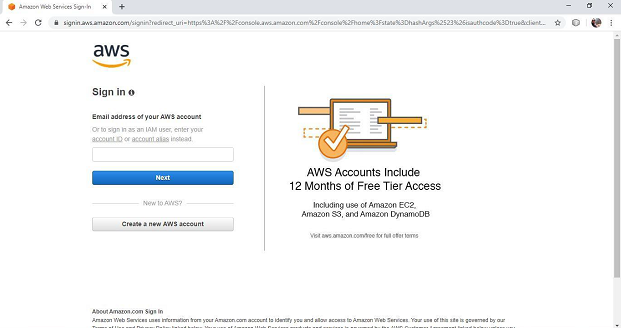 Amazon Web Services Sign-In
signin.aws.amazon.com/signin?redirect_uri=https%3A%2F%2Fconsole.aws.amazon.com%2Fconsole%2Fhome%3Fstate%3DhashArgs%2523%26isauthcode%3Dtrue&client...
aws
Sign in
Email address of your AWS account
Or to sign in as an IAM user, enter your
account ID or account alias instead.
Next
New to AWS?
Create a new AWS account
AWS Accounts Include
12 Months of Free Tier Access
Including use of Amazon EC2,
Amazon S3, and Amazon DynamoDB
Visit aws.amazon.com/free for full offer terms
About Amazon.com Sign In
Amazon Web Services uses information from your Amazon.com account to identify you and allow access to Amazon Web Services. Your use of this site is governed by our